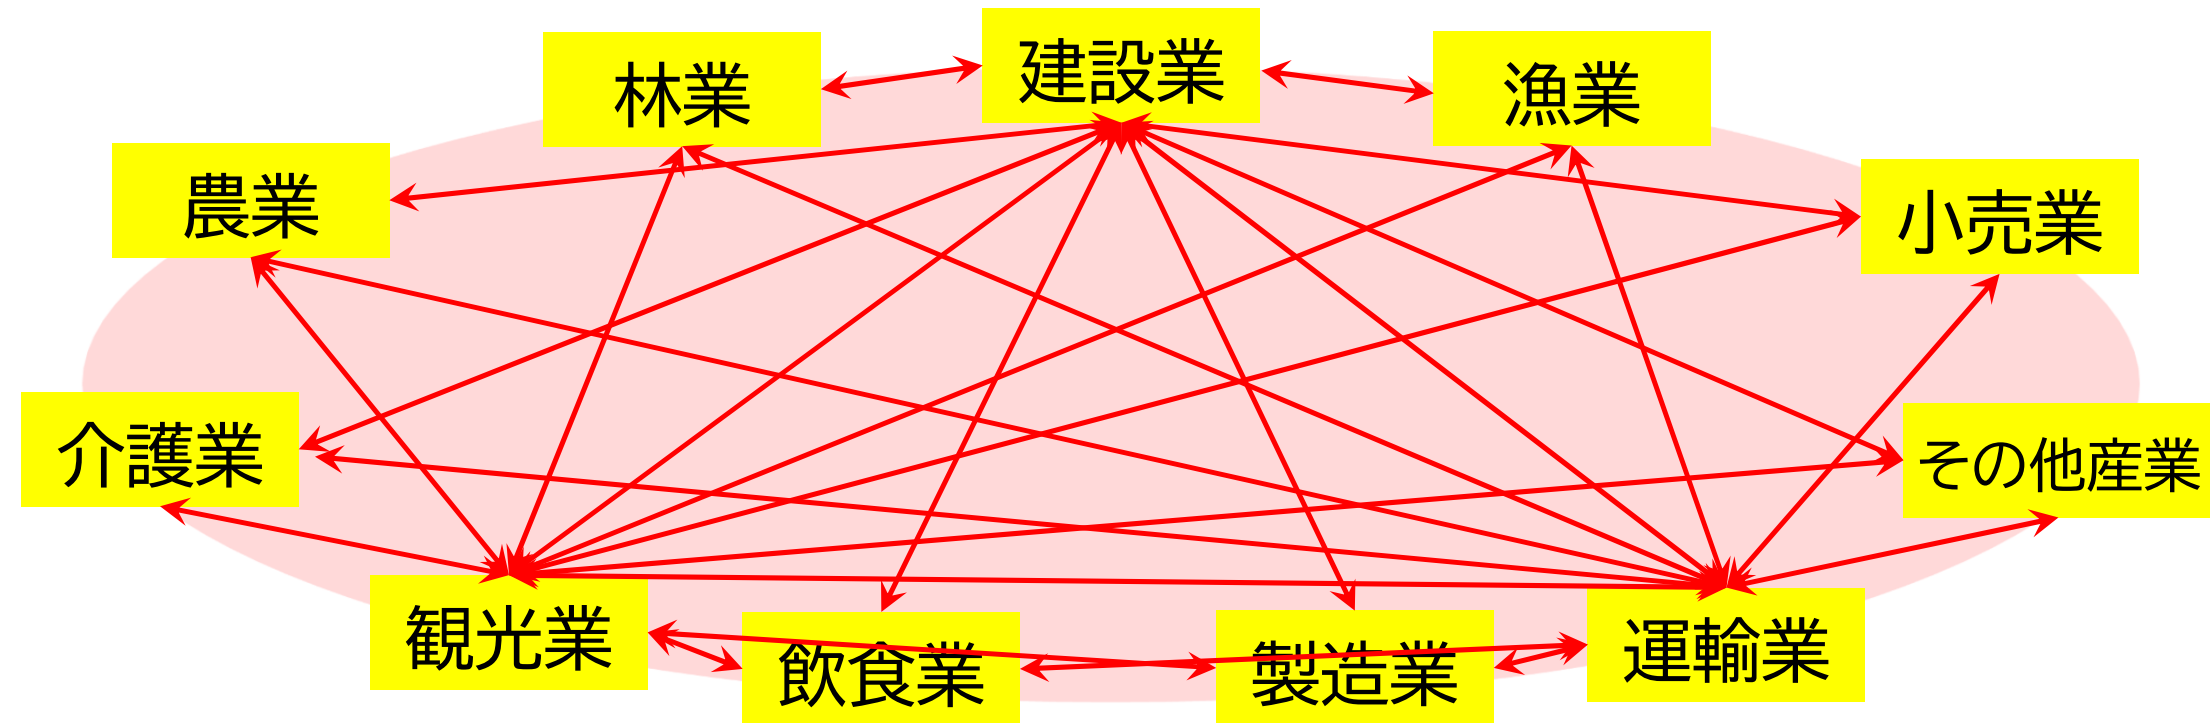 建設業
林業
漁業
農業
小売業
介護業
その他産業
観光業
飲食業
製造業
運輸業